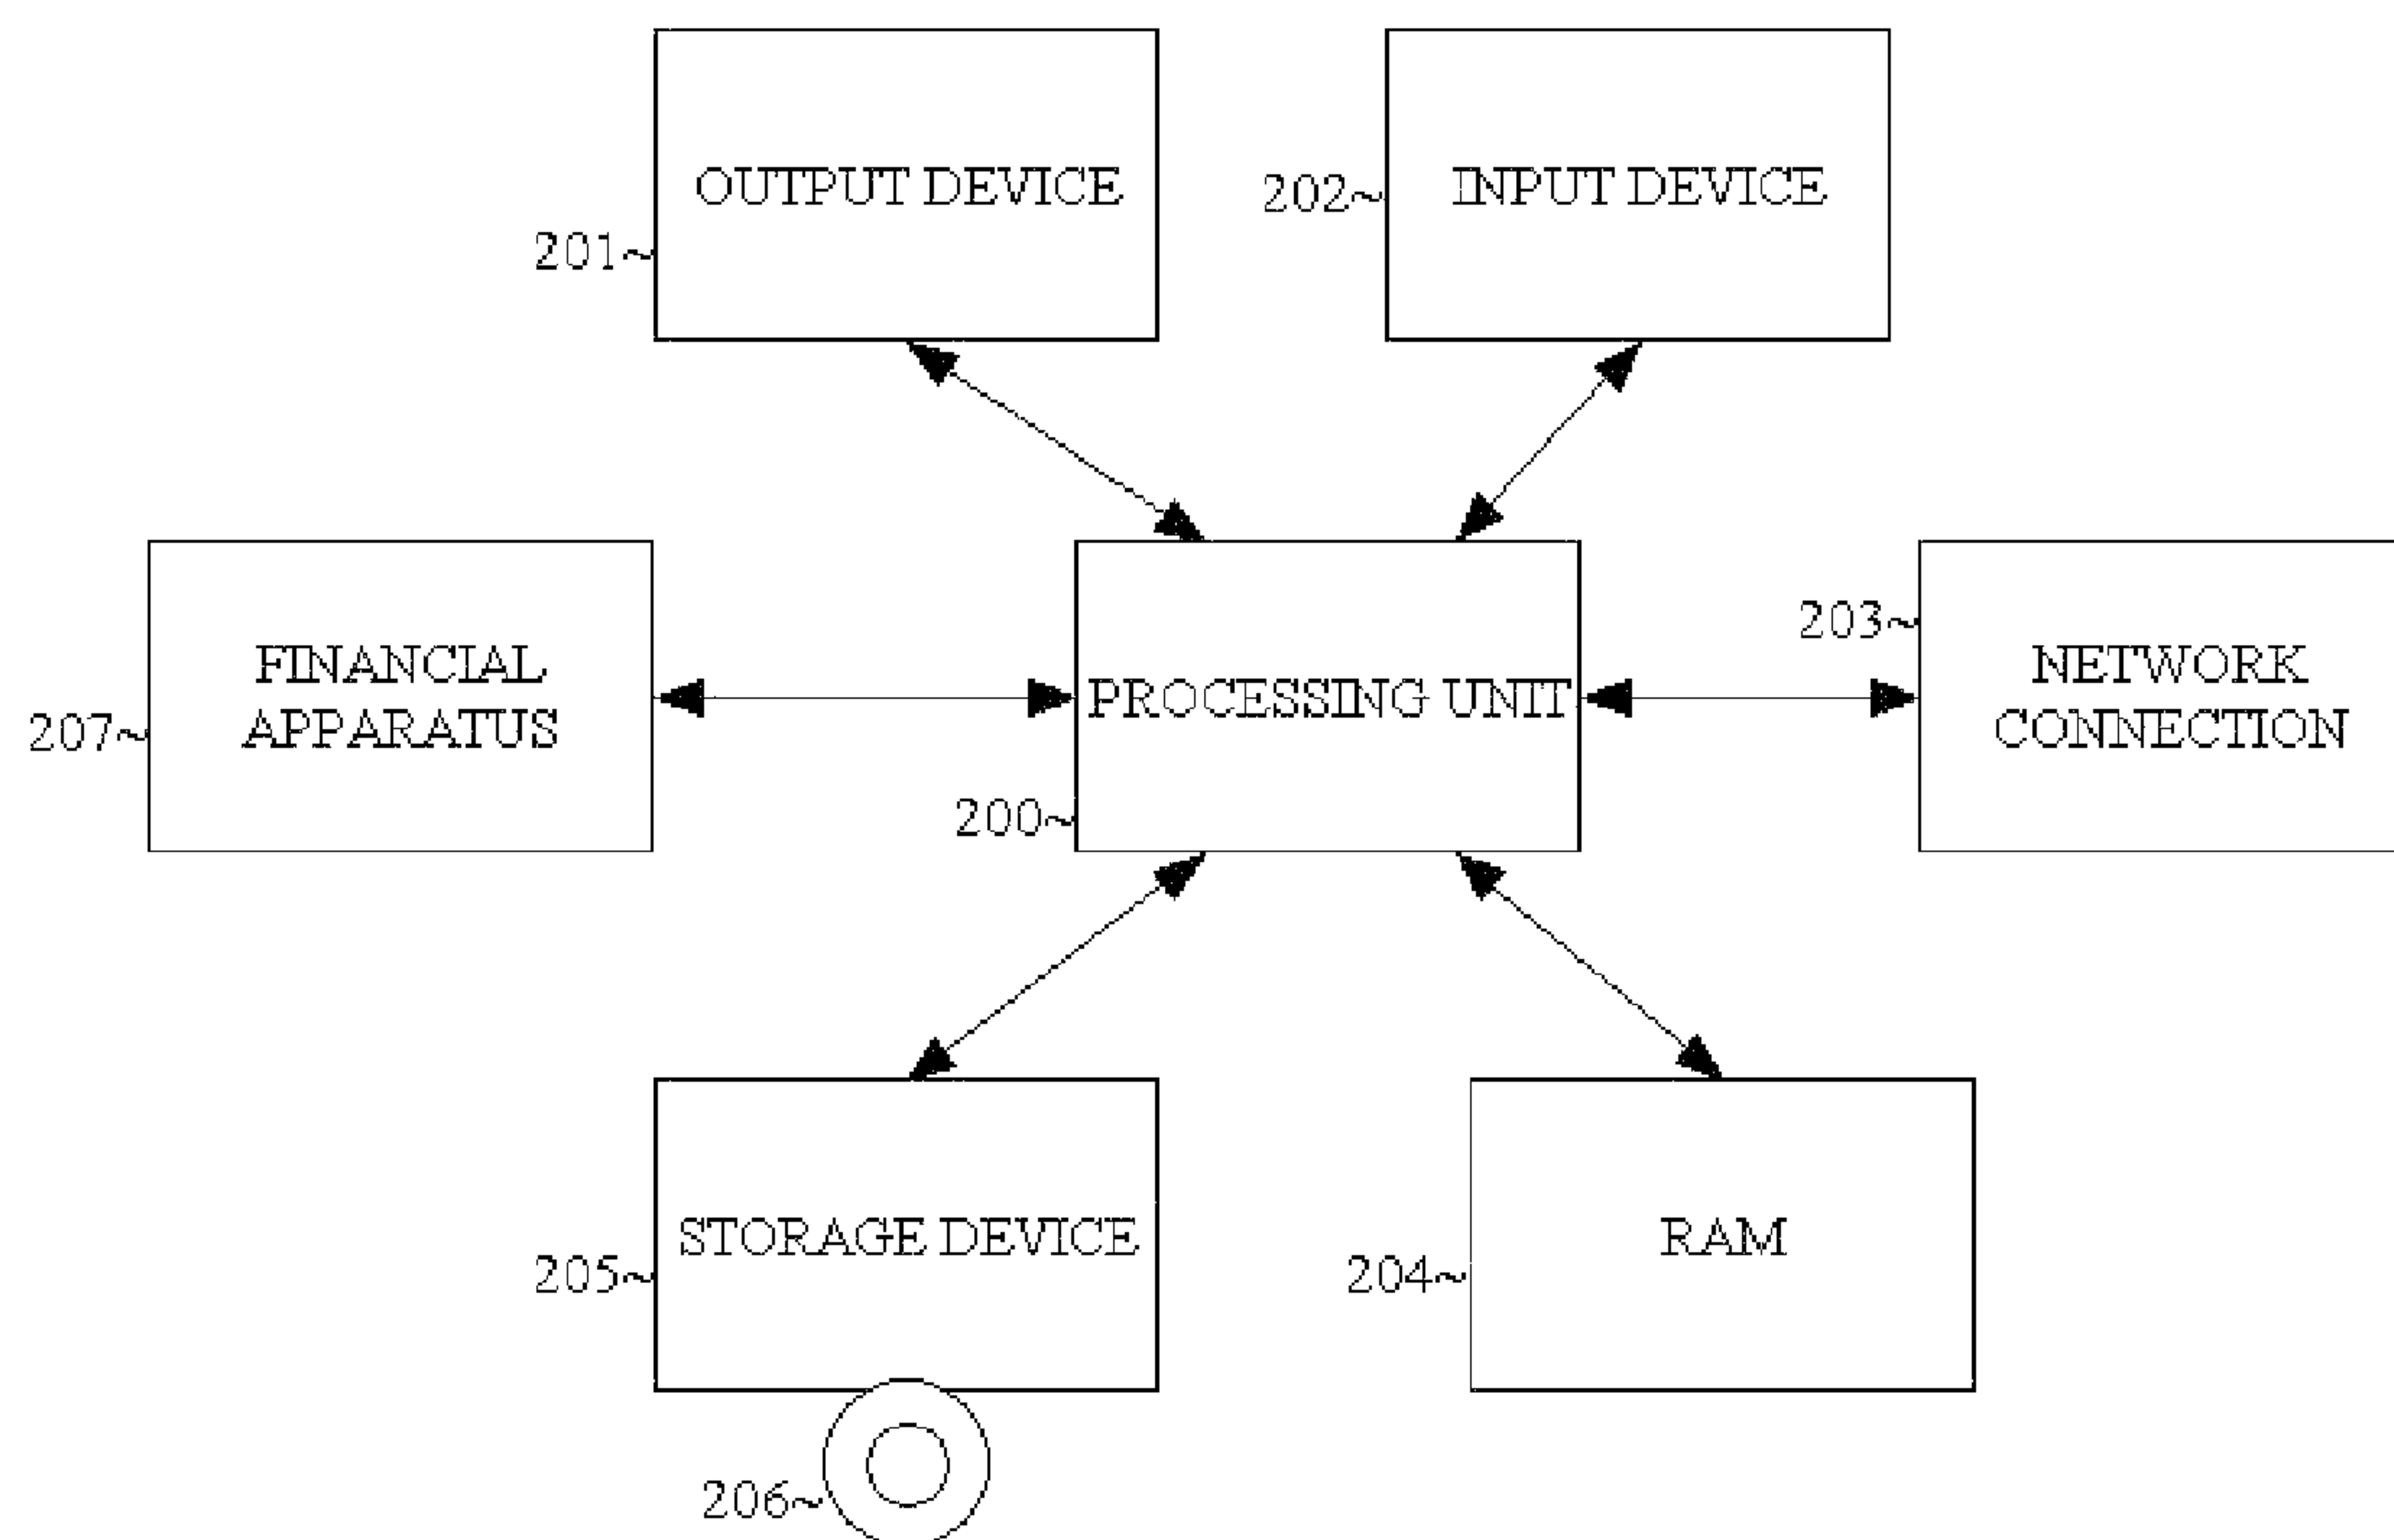 OUTPUT DEVICE
201~
INPUT DEVICE
202~
FINANCIAL
APPARATUS
207~
PROCESSING UNIT
200~
203~
NETWORK
CONNECTION
STORAGE DEVICE
205~
RAM
204~
206~